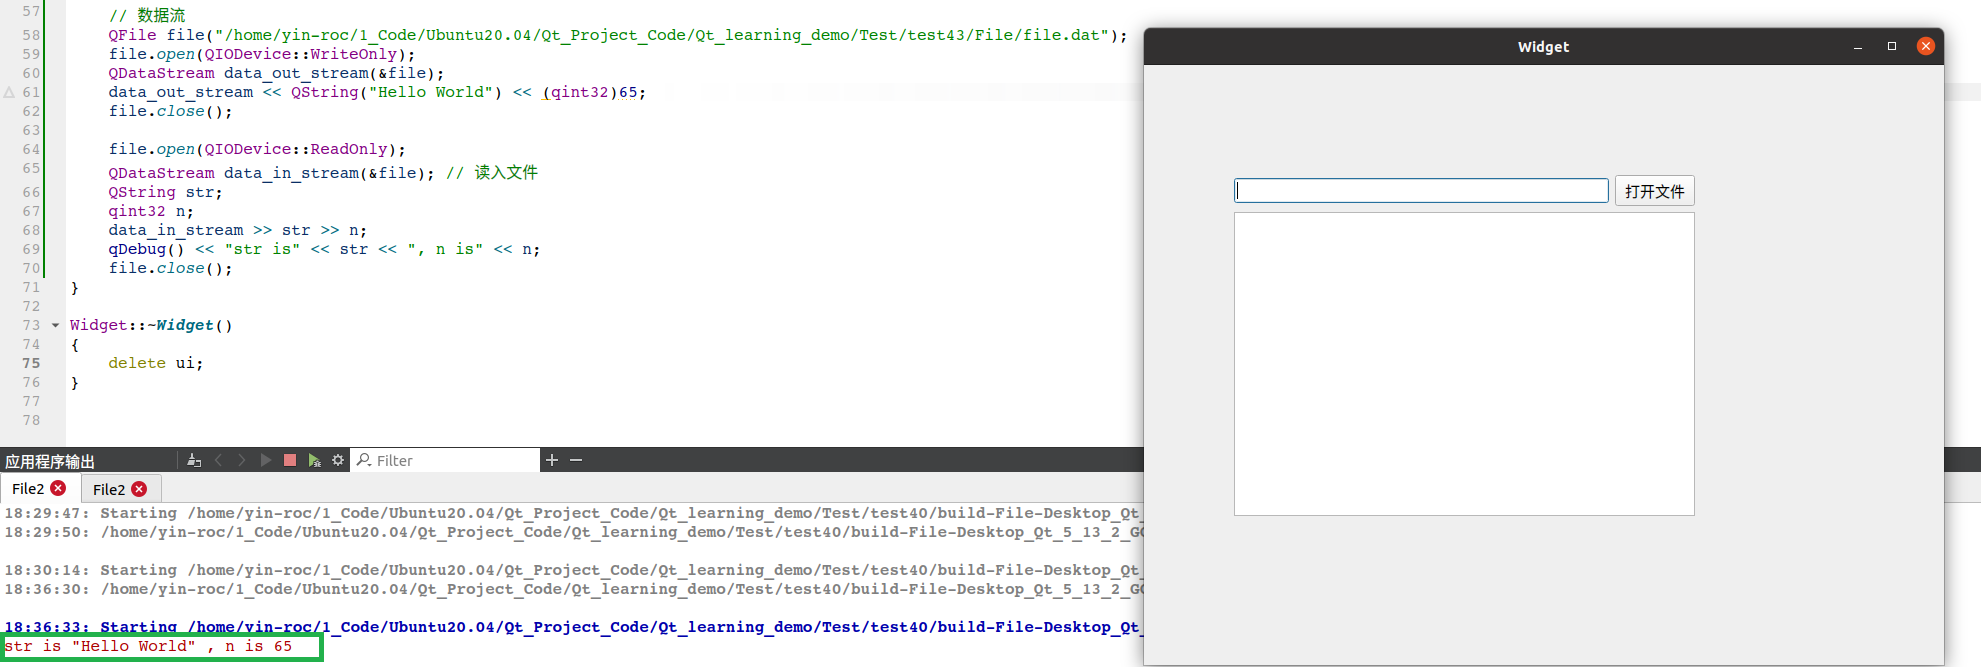 57 // 数据流
58 QFile file("/home/yin-roc/1_Code/Ubuntu20.04/Qt_Project_Code/Qt_learning_demo/Test/test43/File/file.dat");
59 file.open(QIODevice::WriteOnly);
60 QDataStream data_out_stream(&file);
61 data_out_stream << QString("Hello World") << (qint32)65;
62 file.close();
63
64 file.open(QIODevice::ReadOnly);
65 QDataStream data_in_stream(&file); // 读入文件
66 QString str;
67 qint32 n;
68 data_in_stream >> str >> n;
69 qDebug() << "str is" << str << ", n is" << n;
70 file.close();
71 }
72
73 Widget::~Widget()
74 {
75 delete ui;
76 }
77
78
Widget
打开文件
应用程序输出
Filter
File2 File2
18:29:47: Starting /home/yin-roc/1_Code/Ubuntu20.04/Qt_Project_Code/Qt_learning_demo/Test/test40/build-File-Desktop_Qt_
18:29:50: /home/yin-roc/1_Code/Ubuntu20.04/Qt_Project_Code/Qt_learning_demo/Test/test40/build-File-Desktop_Qt_5_13_2_GC
18:30:14: Starting /home/yin-roc/1_Code/Ubuntu20.04/Qt_Project_Code/Qt_learning_demo/Test/test40/build-File-Desktop_Qt_
18:36:30: /home/yin-roc/1_Code/Ubuntu20.04/Qt_Project_Code/Qt_learning_demo/Test/test40/build-File-Desktop_Qt_5_13_2_GC
18:36:33: Starting /home/yin-roc/1_Code/Ubuntu20.04/Qt_Project_Code/Qt_learning_demo/Test/test40/build-File-Desktop_Qt_
str is "Hello World" , n is 65